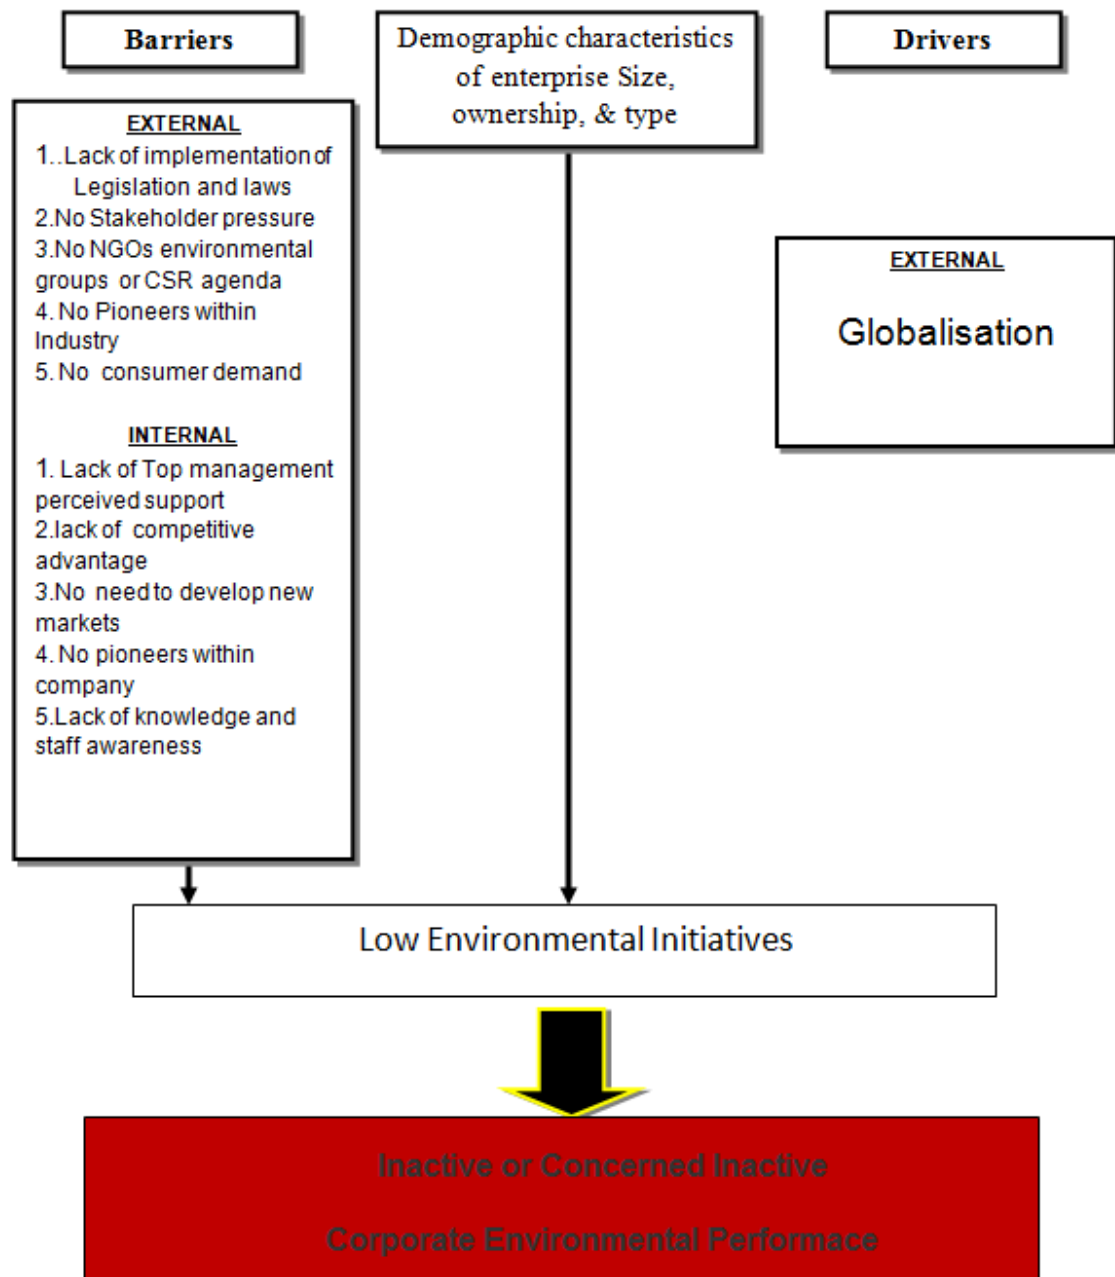 Barriers
Demographic characteristics
of enterprise Size,
ownership, & type
Drivers
EXTERNAL
1..Lack of implementation of
Legislation and laws
2.No Stakeholder pressure
3.No NGOs environmental
groups or CSR agenda
4. No Pioneers within
Industry
5. No consumer demand
INTERNAL
1. Lack of Top management
perceived support
2.lack of competitive
advantage
3.No need to develop new
markets
4. No pioneers within
company
5.Lack of knowledge and
staff awareness
EXTERNAL
Globalisation
Low Environmental Initiatives
Inactive or Concerned Inactive
Corporate Environmental Performace